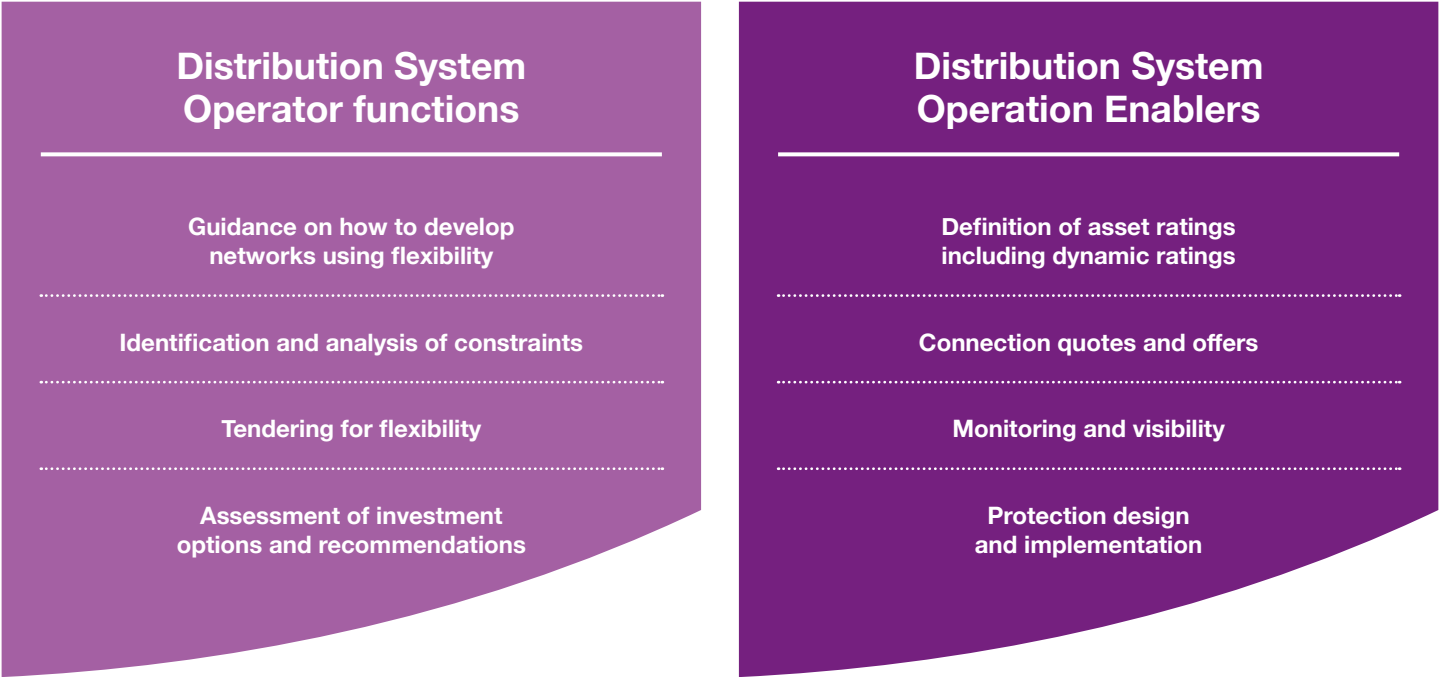 Distribution System
Operator functions
Guidance on how to develop
networks using flexibility
Identification and analysis of constraints
Tendering for flexibility
Assessment of investment
options and recommendations
Distribution System
Operation Enablers
Definition of asset ratings
including dynamic ratings
Connection quotes and offers
Monitoring and visibility
Protection design
and implementation